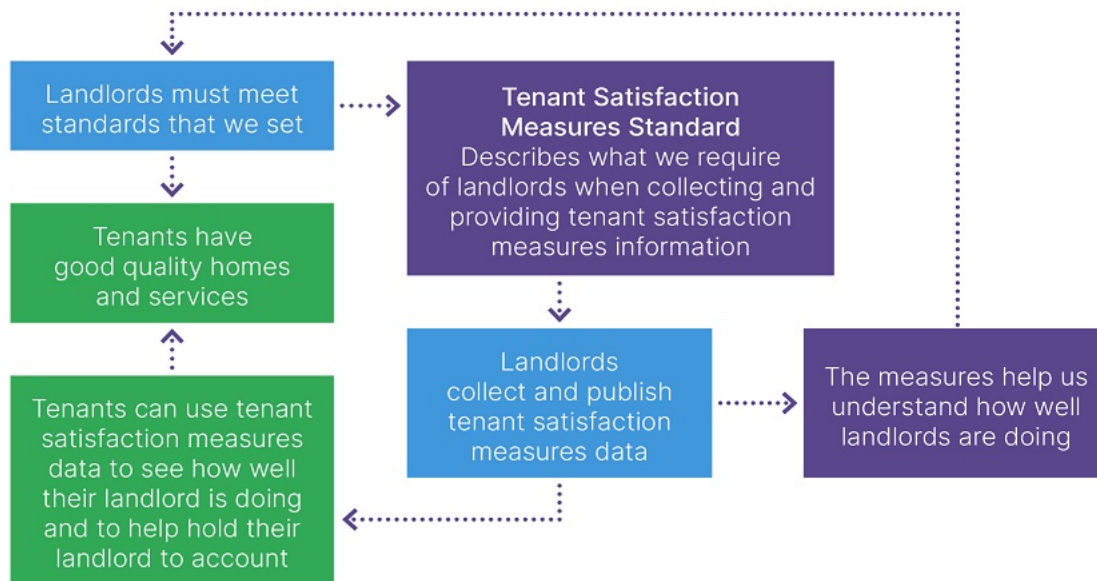 Landlords must meet
standards that we set
Tenant Satisfaction
Measures Standard
Describes what we require
of landlords when collecting and
providing tenant satisfaction
measures information
Tenants have
good quality homes
and services
Landlords
collect and publish
tenant satisfaction
measures data
The measures help us
understand how well
landlords are doing
Tenants can use tenant
satisfaction measures
data to see how well
their landlord is doing
and to help hold their
landlord to account